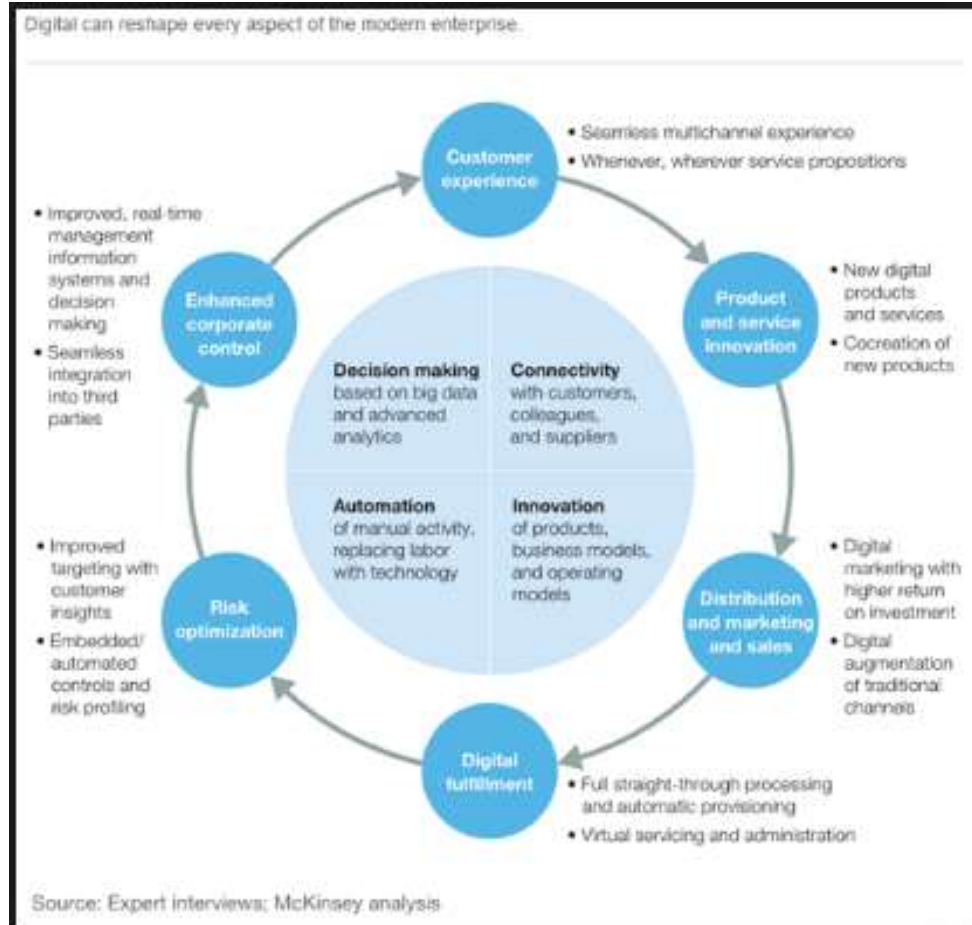 Digital can reshape every aspect of the modern enterprise.
Customer
experience
• Seamless multichannel experience
• Whenever, wherever service propositions
Product
and service
innovation
• New digital
products
and services
• Cocreation of
new products
Distribution
and marketing
and sales
• Digital
marketing with
higher return
on investment
• Digital
augmentation
of traditional
channels
Digital
fulfillment
• Full straight-through processing
and automatic provisioning
• Virtual servicing and administration
Risk
optimization
• Improved
targeting with
customer
insights
• Embedded/
automated
controls and
risk profiling
Enhanced
corporate
control
• Improved, real-time
management
information
systems and
decision
making
• Seamless
integration
into third
parties
Decision making
based on big data
and advanced
analytics
Connectivity
with customers,
colleagues,
and suppliers
Automation
of manual activity,
replacing labor
with technology
Innovation
of products,
business models,
and operating
models
Source: Expert interviews; McKinsey analysis